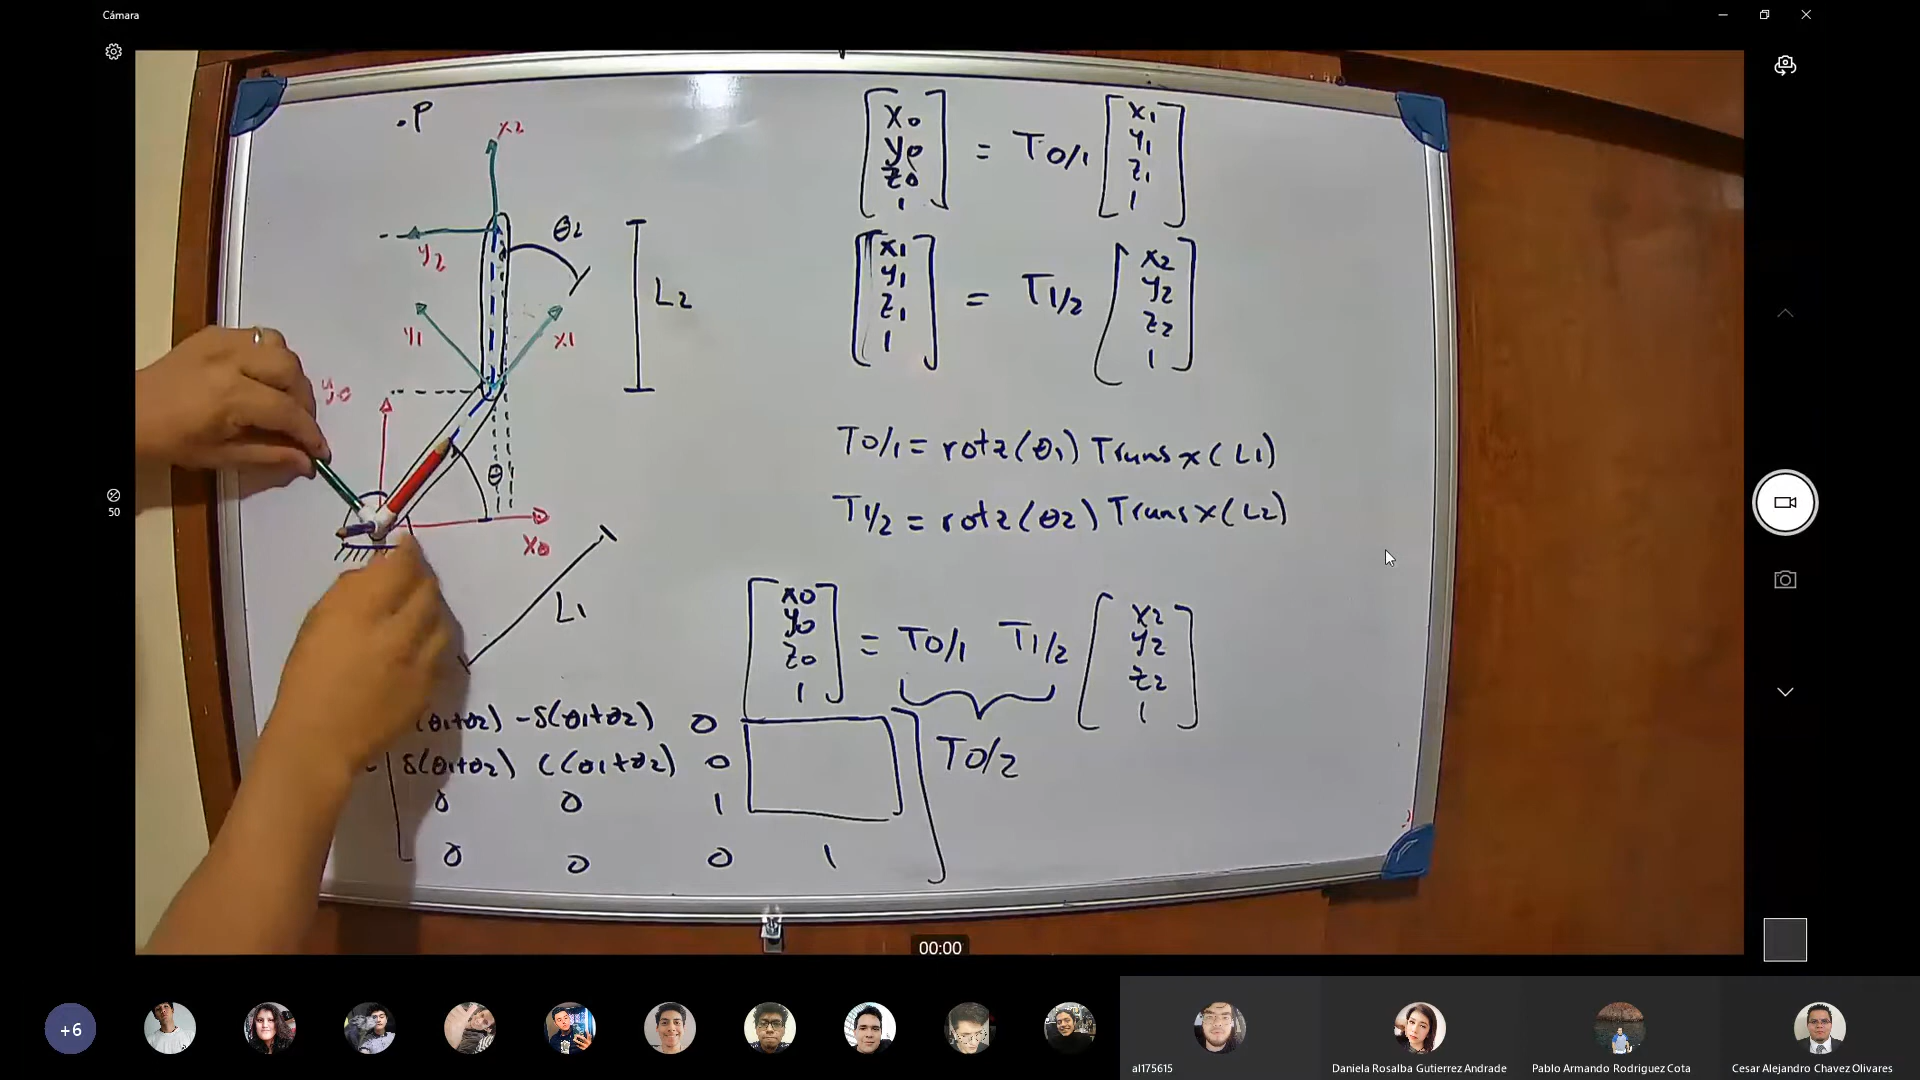 Cámara
.P
x2
θ2
y2
L2
y1
x1
y0
θ
x0
L1
[x0 y0 z0 1] = T0/1 [x1 y1 z1 1]
[x1 y1 z1 1] = T1/2 [x2 y2 z2 1]
T0/1 = rotz(θ1) Transx(L1)
T1/2 = rotz(θ2) Transx(L2)
[x0 y0 z0 1] = T0/1 T1/2 [x2 y2 z2 1]
T0/2
(θ1+θ2) -S(θ1+θ2) 0
S(θ1+θ2) C(θ1+θ2) 0
0 0 1
0 0 0 1
50
00:00
+6
al175615
Daniela Rosalba Gutierrez Andrade
Pablo Armando Rodriguez Cota
Cesar Alejandro Chavez Olivares